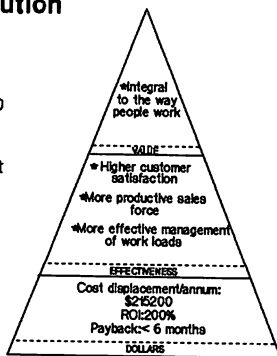 ution
*Integral
to the way
people work
VALUE
*Higher customer
satisfaction
*More productive sales
force
*More effective management
of work loads
EFFECTIVENESS
Cost displacement/annum:
$215200
ROI:200%
Payback:< 6 months
DOLLARS